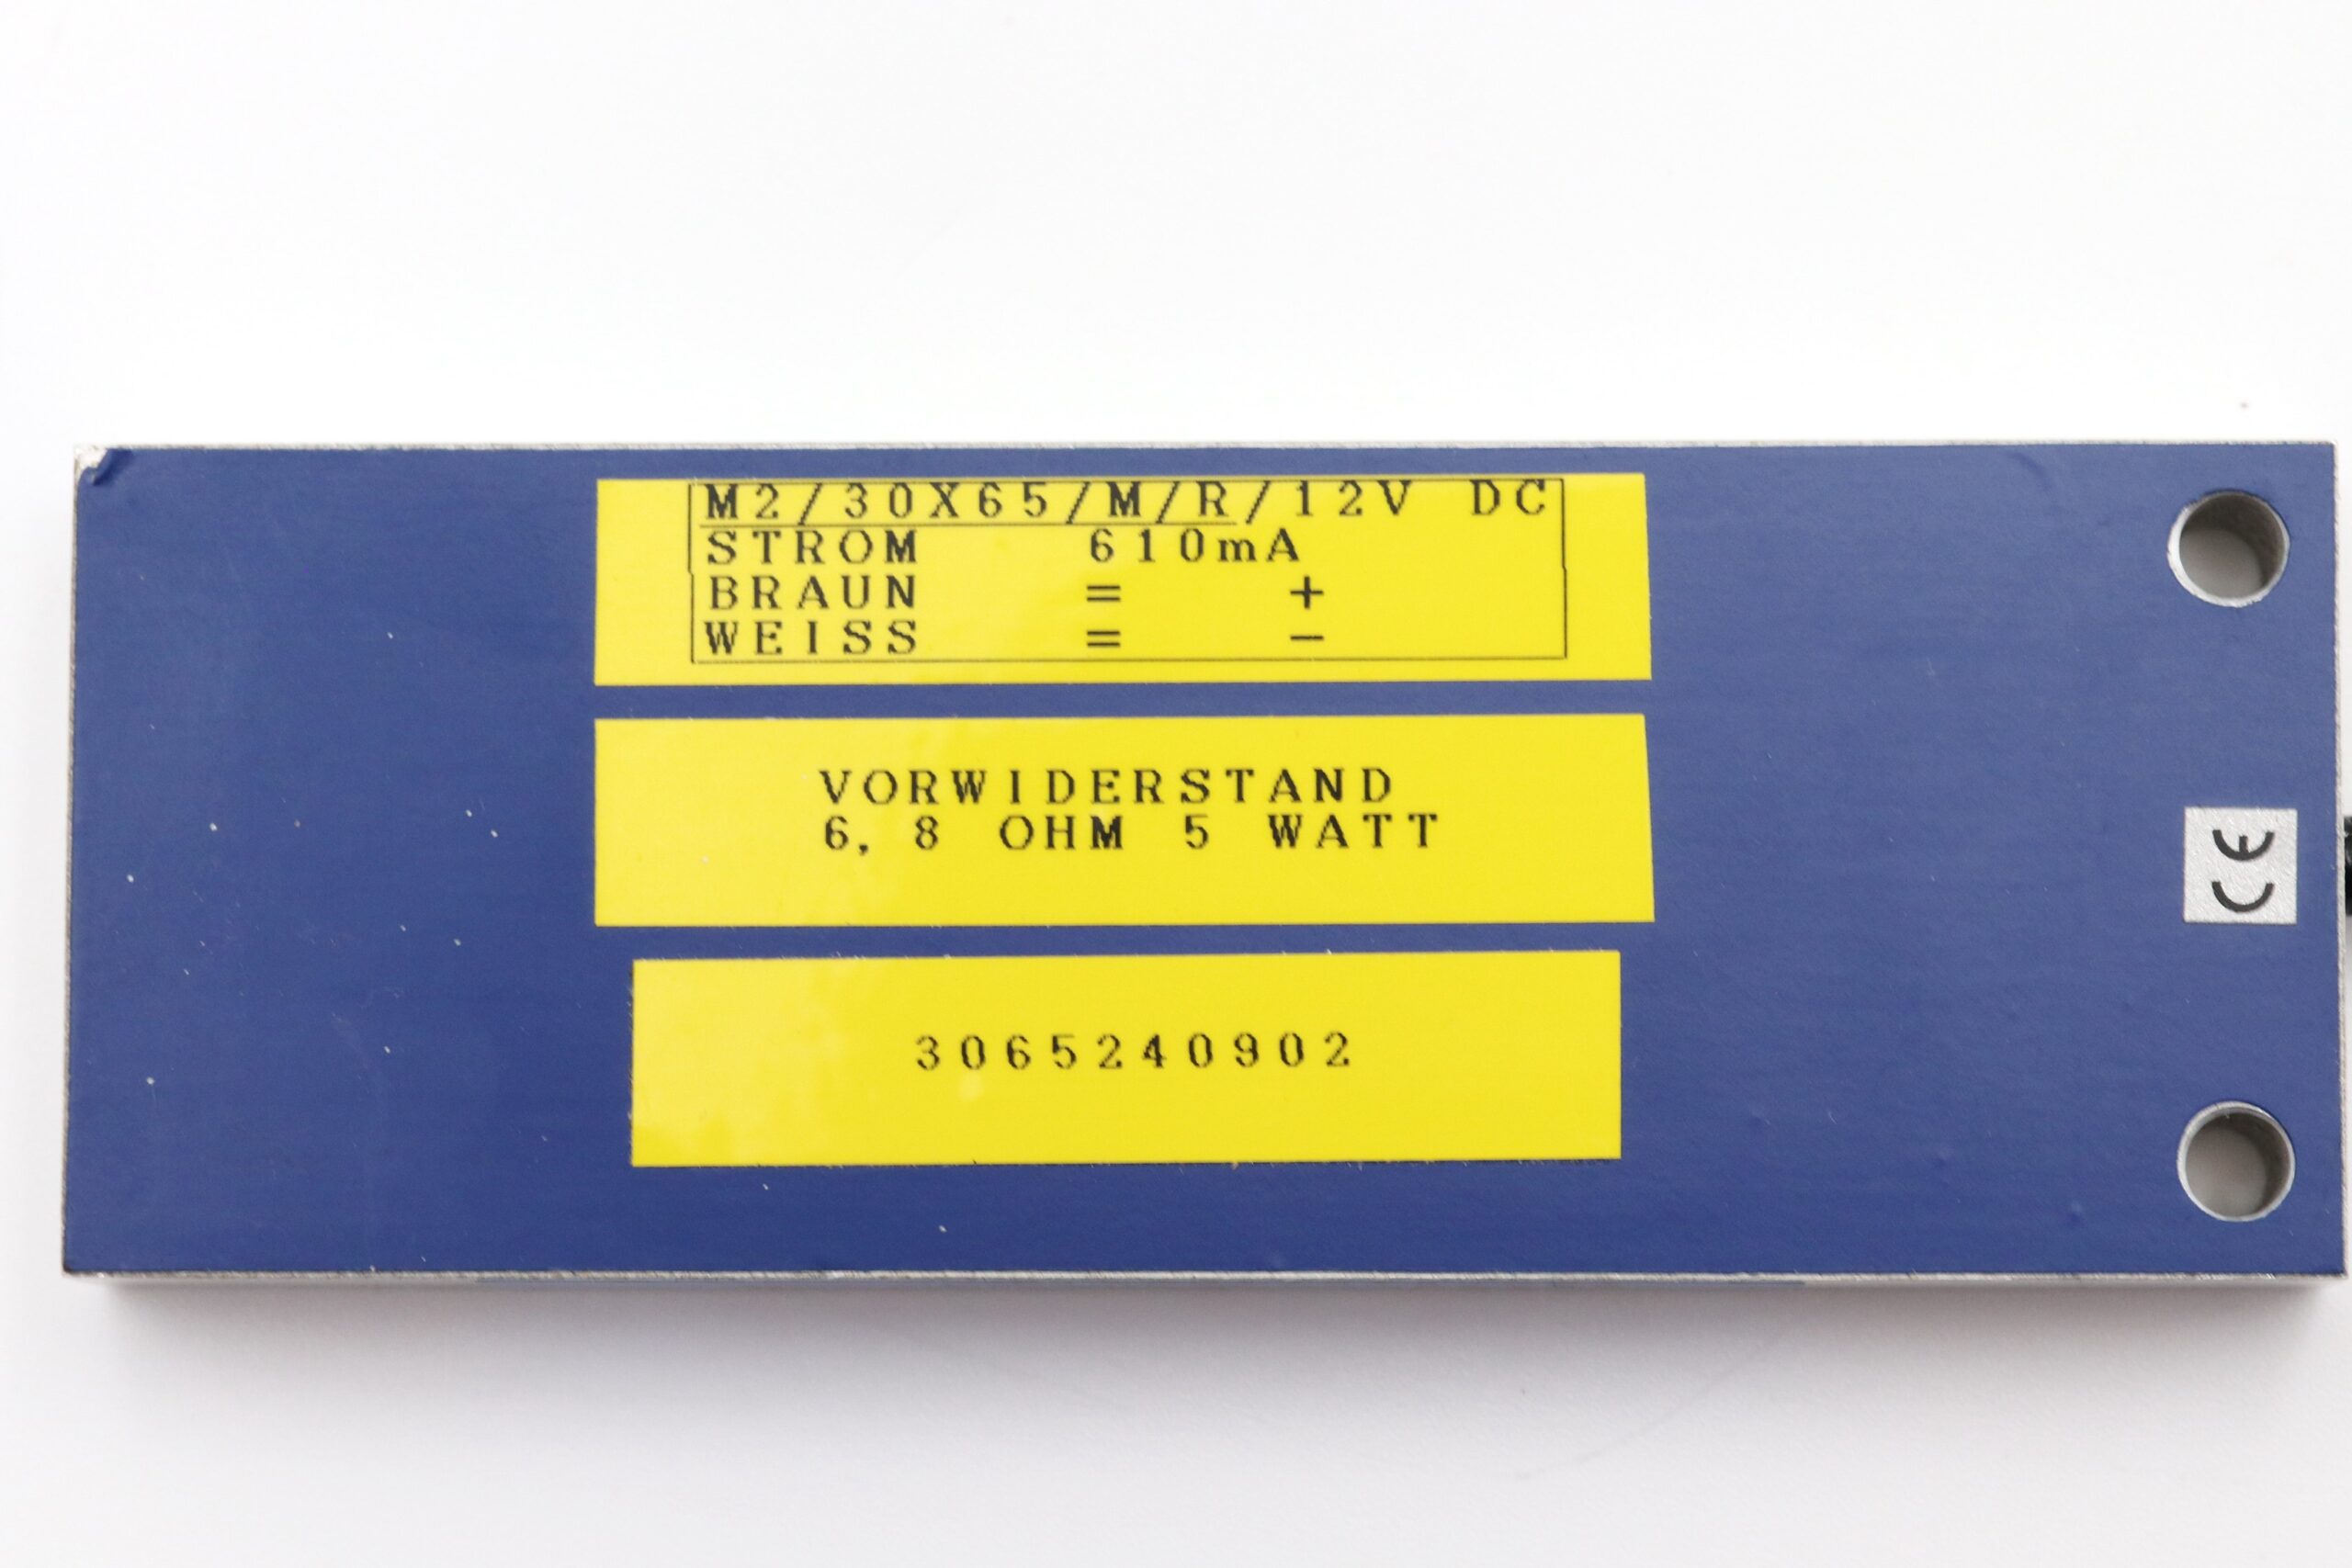 M2/30X65/M/R/12V DC
STROM 610mA
BRAUN = +
WEISS = −
VORWIDERSTAND
6,8 OHM 5 WATT
3065240902
CE